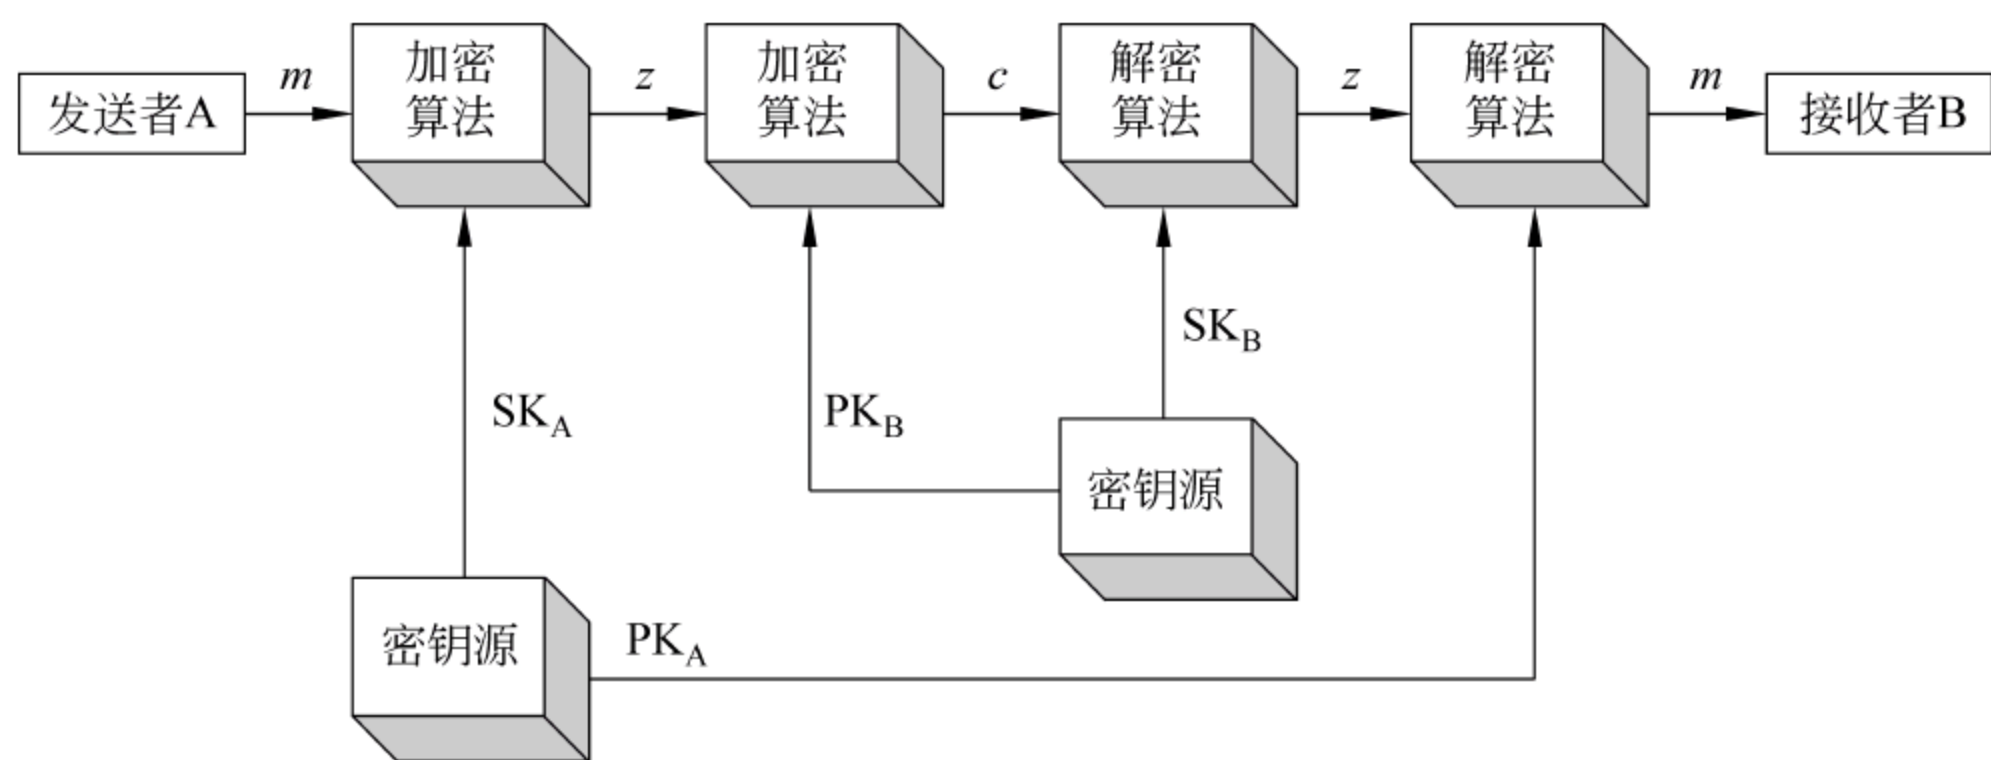 发送者A
m
加密
算法
z
加密
算法
c
解密
算法
z
解密
算法
m
接收者B
SK_A
PK_B
SK_B
密钥源
密钥源
PK_A